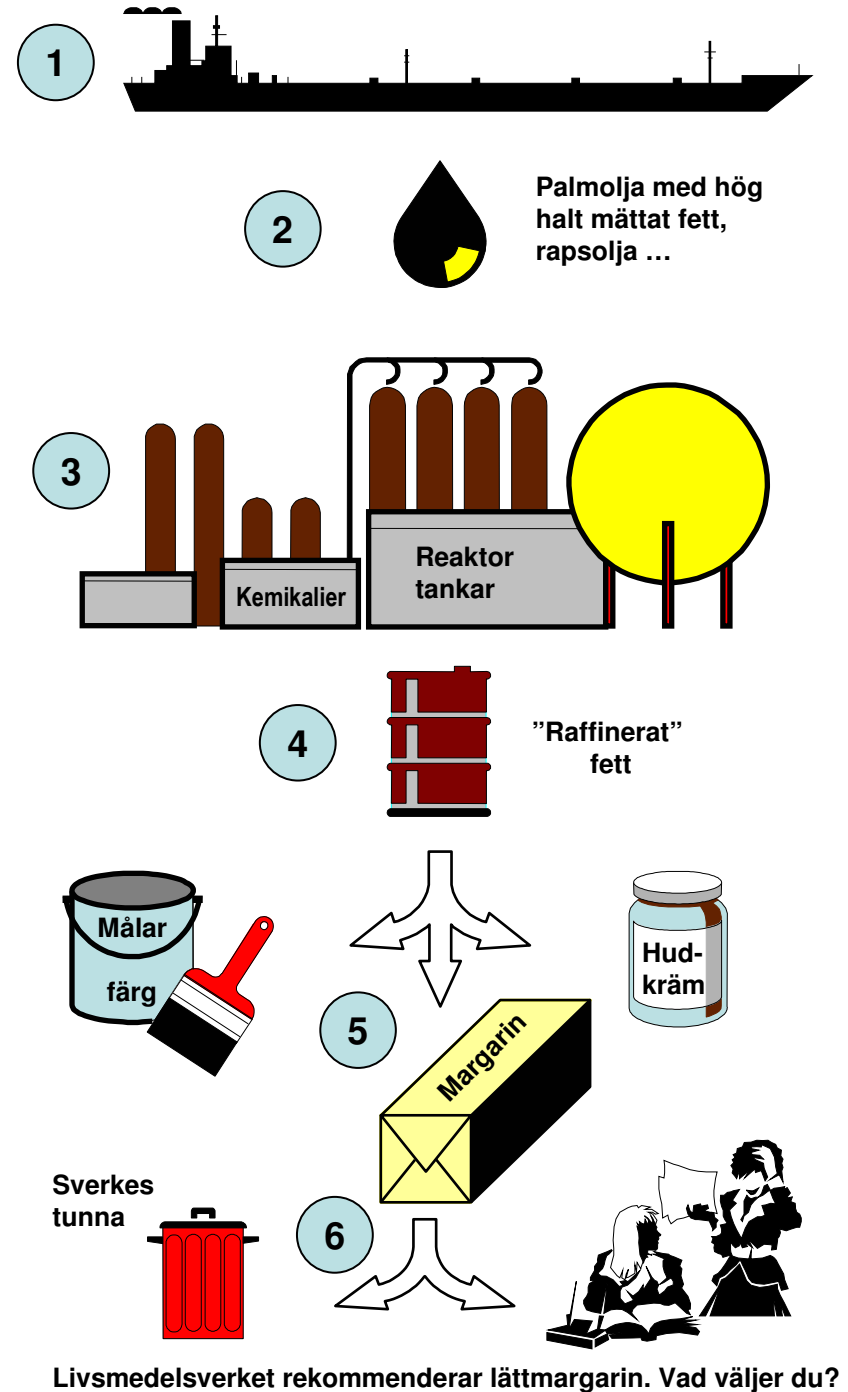 1
2
Palmolja med hög
halt mättat fett,
rapsolja …
3
Kemikalier
Reaktor
tankar
4
”Raffinerat”
fett
Målar
färg
Hud-
kräm
5
Margarin
Sverkes
tunna
6
Livsmedelsverket rekommenderar lättmargarin. Vad väljer du?